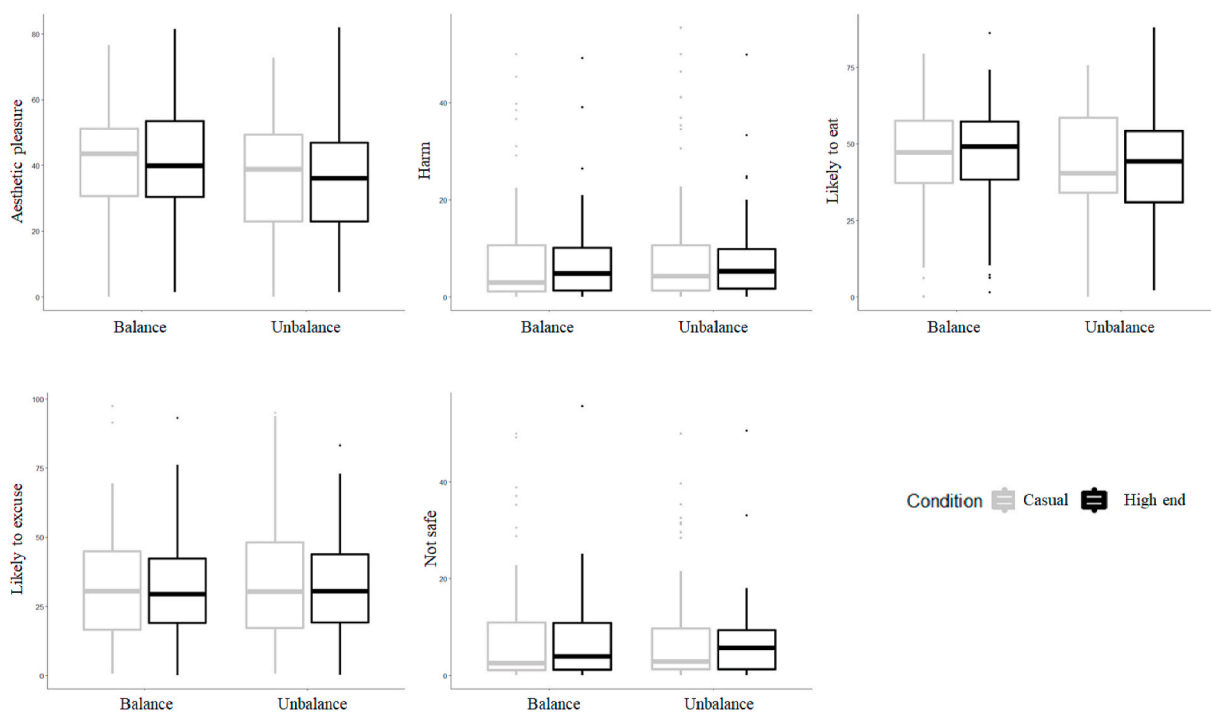 Aesthetic pleasure
80
60
40
20
0
Balance Unbalance
Harm
40
20
0
Balance Unbalance
Likely to eat
75
50
25
0
Balance Unbalance
Likely to excuse
100
75
50
25
0
Balance Unbalance
Not safe
40
20
0
Balance Unbalance
Condition Casual High end